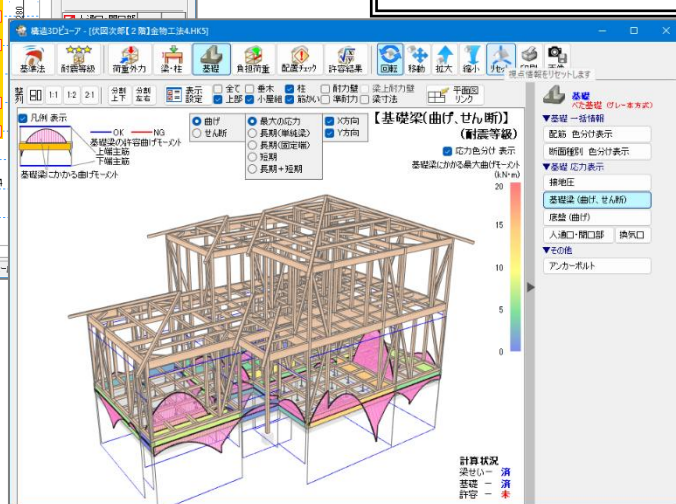 構造3Dビューア - [伏図次郎【2階】金物工法4.HK5]
基準法 耐震等級 荷重外力 梁・柱 基礎 負担荷重 配置チェック 許容結果 回転 移動 拡大 縮小 リセット 印刷
視点情報をリセットします
整列 1:1 1:2 2:1 分割上下 分割左右 表示設定 全て 垂木 柱 耐力壁 梁上耐力壁 平面図リンク
上部 小屋組 筋かい 準耐力 梁寸法
凡例 表示
OK NG
基礎梁の許容曲げモーメント
上端主筋
下端主筋
基礎梁にかかる曲げモーメント
曲げ
せん断
最大の応力
長期(単純梁)
長期(固定端)
短期
長期+短期
X方向
Y方向
【基礎梁(曲げ、せん断)】
(耐震等級)
応力色分け 表示
基礎梁にかかる最大曲げモーメント
(kN・m)
20
15
10
5
0
計算状況
梁せい - 済
基礎 - 済
許容 - 未
基礎
べた基礎 (グレー本方式)
▼基礎 一括情報
配筋 色分け表示
断面種別 色分け表示
▼基礎 応力表示
接地圧
基礎梁 (曲げ、せん断)
底盤 (曲げ)
人通口・開口部 換気口
▼その他
アンカーボルト